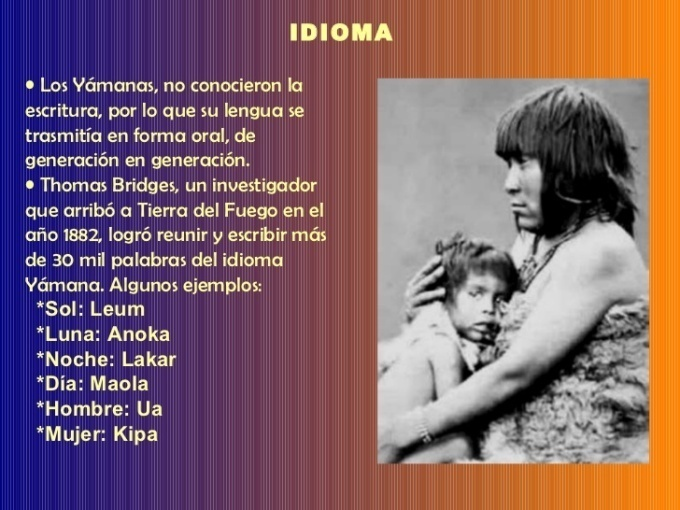 IDIOMA
• Los Yámanas, no conocieron la
escritura, por lo que su lengua se
trasmitía en forma oral, de
generación en generación.
• Thomas Bridges, un investigador
que arribó a Tierra del Fuego en el
año 1882, logró reunir y escribir más
de 30 mil palabras del idioma
Yámana. Algunos ejemplos:
*Sol: Leum
*Luna: Anoka
*Noche: Lakar
*Día: Maola
*Hombre: Ua
*Mujer: Kipa